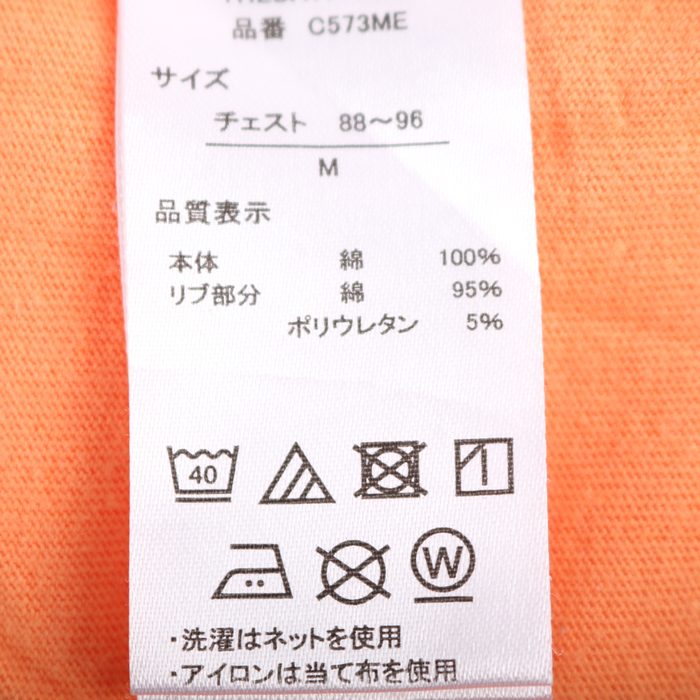 品番 C573ME
サイズ
チェスト 88～96
M
品質表示
本体 綿 100%
リブ部分 綿 95%
ポリウレタン 5%
40
W
・洗濯はネットを使用
・アイロンは当て布を使用